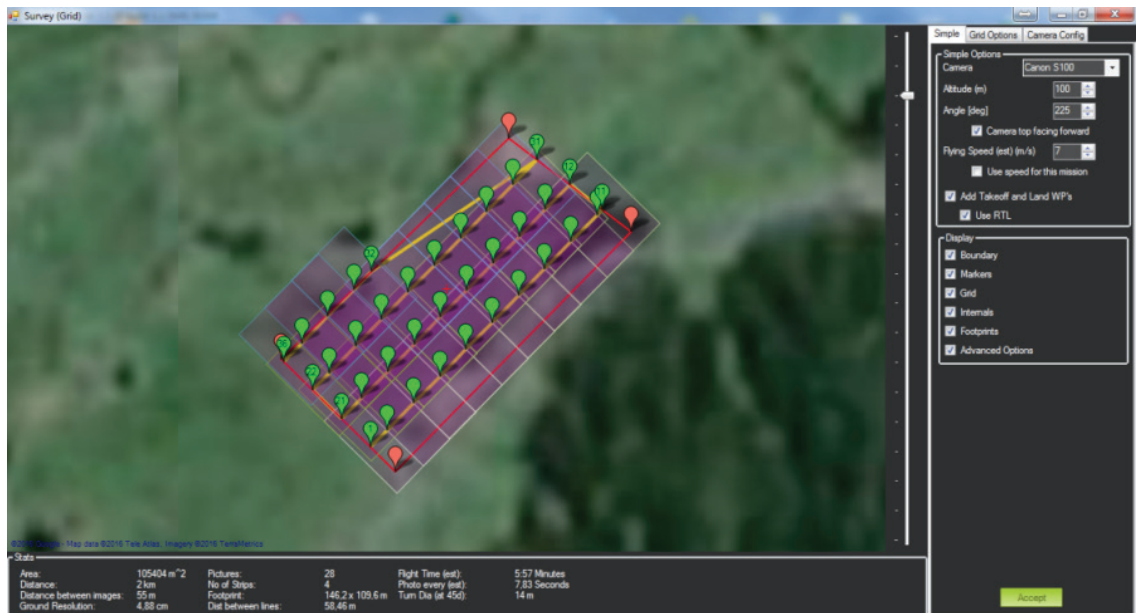 Survey (Grid)
Simple Grid Options Camera Config
Simple Options
Camera Canon S100
Altitude (m) 100
Angle [deg] 225
Camera top facing forward
Flying Speed (est) (m/s) 7
Use speed for this mission
Add Takeoff and Land WP's
Use RTL
Display
Boundary
Markers
Grid
Internals
Footprints
Advanced Options
12
1
22
Map data ©2016 Tele Atlas, Imagery ©2016 TerraMetrics
Stats
Area: 105404 m^2 Pictures: 28 Flight Time (est): 5:57 Minutes
Distance: 2 km No of Strips: 4 Photo every (est): 7,83 Seconds
Distance between images: 55 m Footprint: 146,2 x 109,6 m Turn Dia (at 45d): 14 m
Ground Resolution: 4,88 cm Dist between lines: 58,46 m
Accept